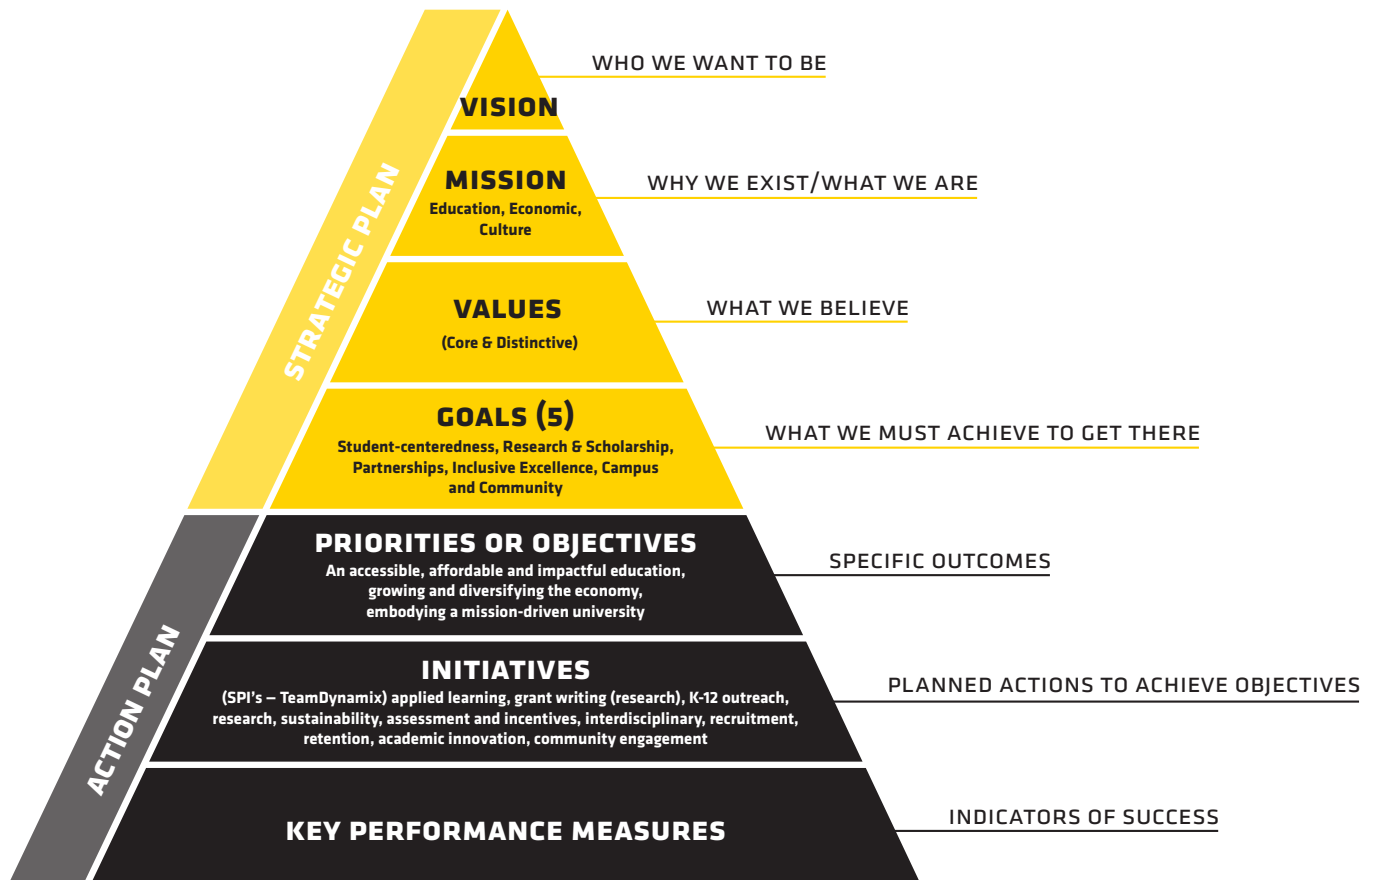 WHO WE WANT TO BE
VISION
MISSION
Education, Economic,
Culture
WHY WE EXIST/WHAT WE ARE
VALUES
(Core & Distinctive)
WHAT WE BELIEVE
GOALS (5)
Student-centeredness, Research & Scholarship,
Partnerships, Inclusive Excellence, Campus
and Community
WHAT WE MUST ACHIEVE TO GET THERE
STRATEGIC PLAN
PRIORITIES OR OBJECTIVES
An accessible, affordable and impactful education,
growing and diversifying the economy,
embodying a mission-driven university
SPECIFIC OUTCOMES
INITIATIVES
(SPI's – TeamDynamix) applied learning, grant writing (research), K-12 outreach,
research, sustainability, assessment and incentives, interdisciplinary, recruitment,
retention, academic innovation, community engagement
PLANNED ACTIONS TO ACHIEVE OBJECTIVES
KEY PERFORMANCE MEASURES
INDICATORS OF SUCCESS
ACTION PLAN